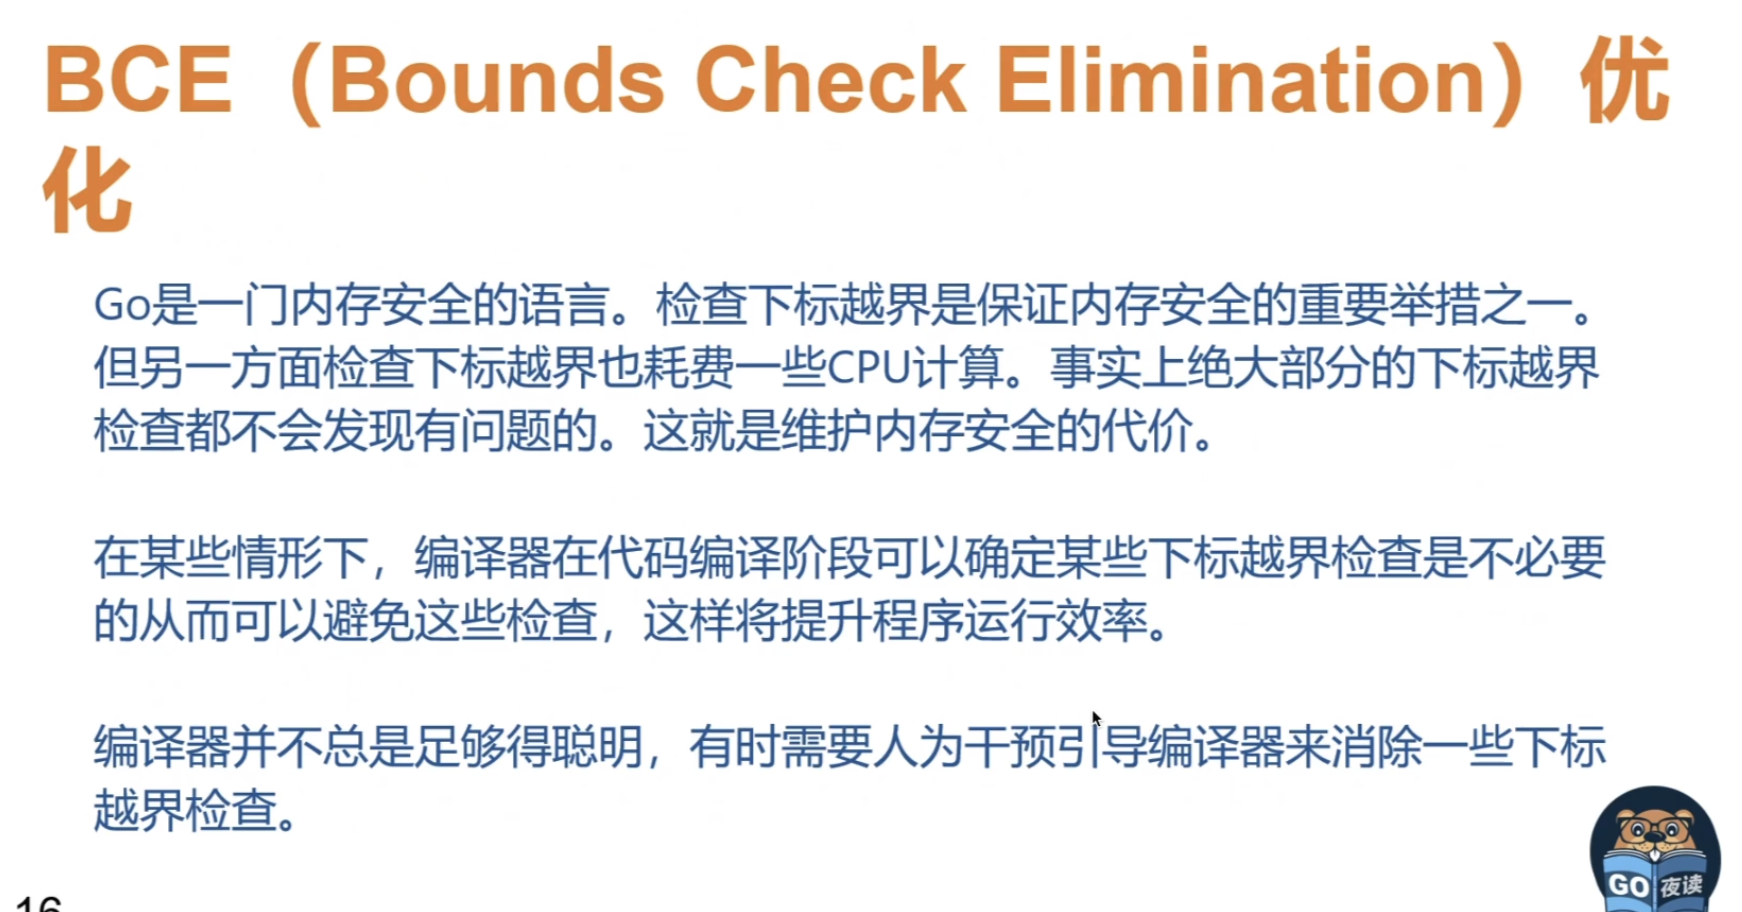 BCE（Bounds Check Elimination）优
化
Go是一门内存安全的语言。检查下标越界是保证内存安全的重要举措之一。
但另一方面检查下标越界也耗费一些CPU计算。事实上绝大部分的下标越界
检查都不会发现有问题的。这就是维护内存安全的代价。
在某些情形下，编译器在代码编译阶段可以确定某些下标越界检查是不必要
的从而可以避免这些检查，这样将提升程序运行效率。
编译器并不总是足够得聪明，有时需要人为干预引导编译器来消除一些下标
越界检查。
GO 夜读
16